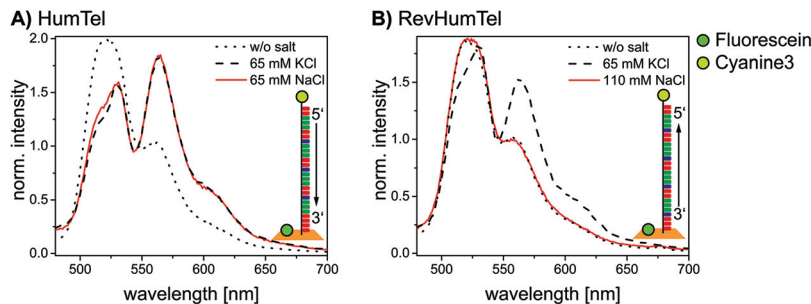 A) HumTel
B) RevHumTel
Fluorescein
Cyanine3
norm. intensity
2.0
1.5
1.0
0.5
0.0
w/o salt
65 mM KCl
65 mM NaCl
5‘
3‘
500 550 600 650 700
wavelength [nm]
norm. intensity
1.5
1.0
0.5
0.0
w/o salt
65 mM KCl
110 mM NaCl
5‘
3‘
500 550 600 650 700
wavelength [nm]